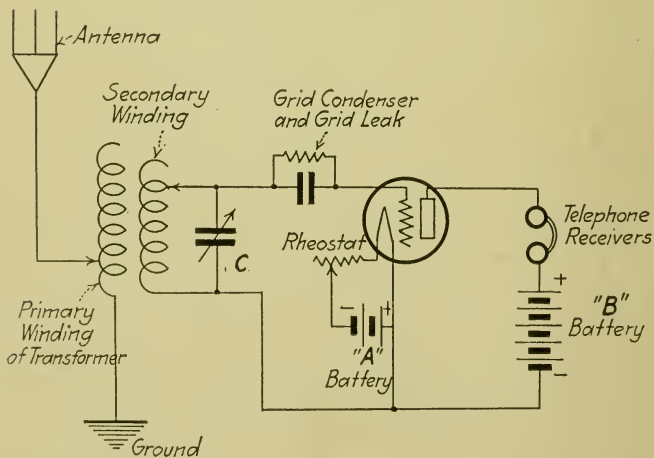 Antenna
Secondary
Winding
Grid Condenser
and Grid Leak
Telephone
Receivers
Rheostat
C.
Primary
Winding
of Transformer
- +
"A"
Battery
+
"B"
Battery
-
Ground